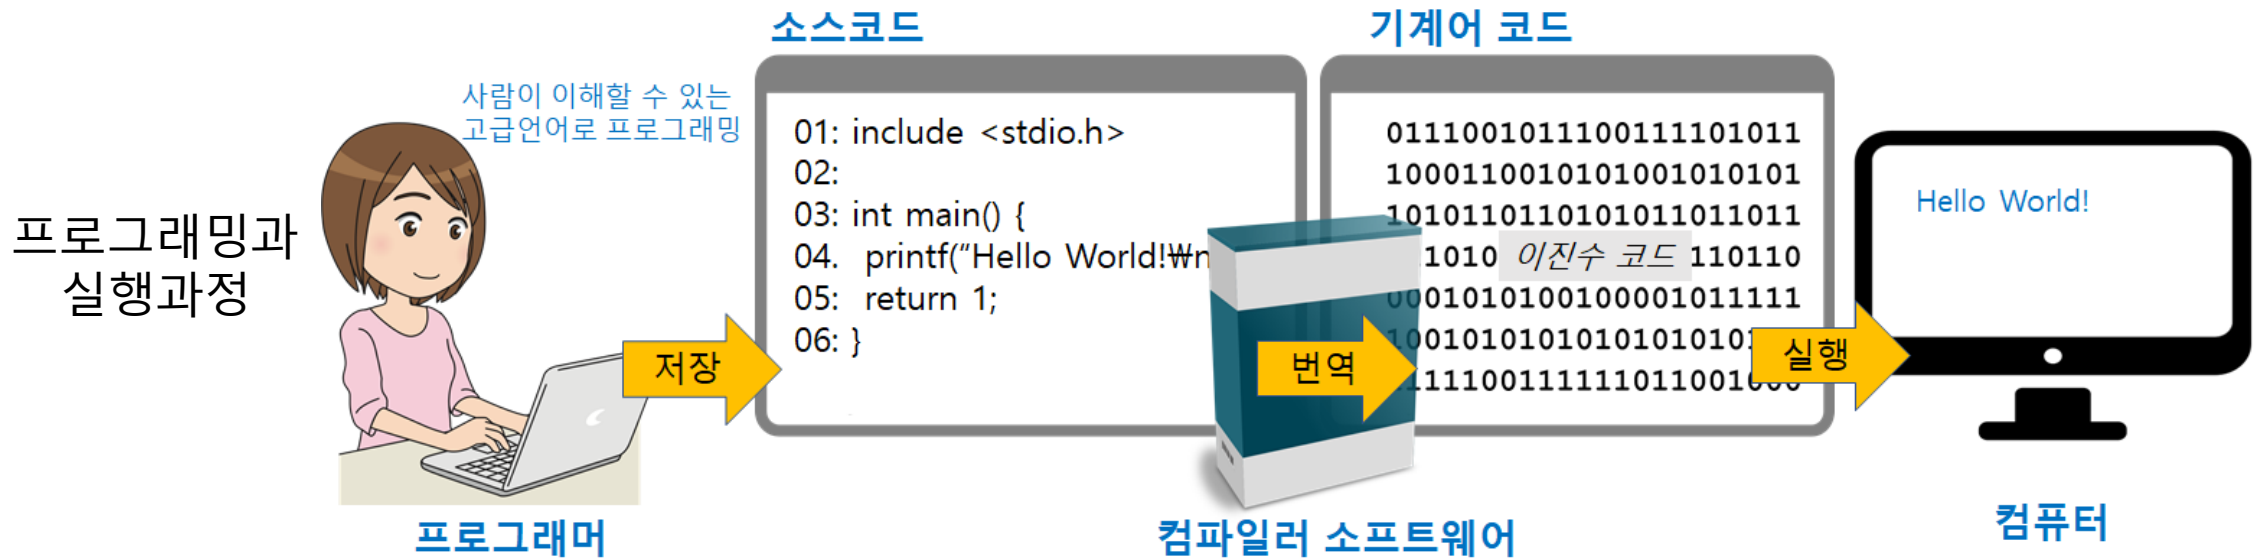 프로그래밍과
실행과정
사람이 이해할 수 있는
고급언어로 프로그래밍
저장
프로그래머
소스코드
01: include <stdio.h>
02:
03: int main() {
04. printf("Hello World!₩n
05: return 1;
06: }
번역
컴파일러 소프트웨어
기계어 코드
0111001011100111101011
1000110010101001010101
1010110110101011011011
1010 이진수 코드 110110
0001010100100001011111
실행
Hello World!
컴퓨터